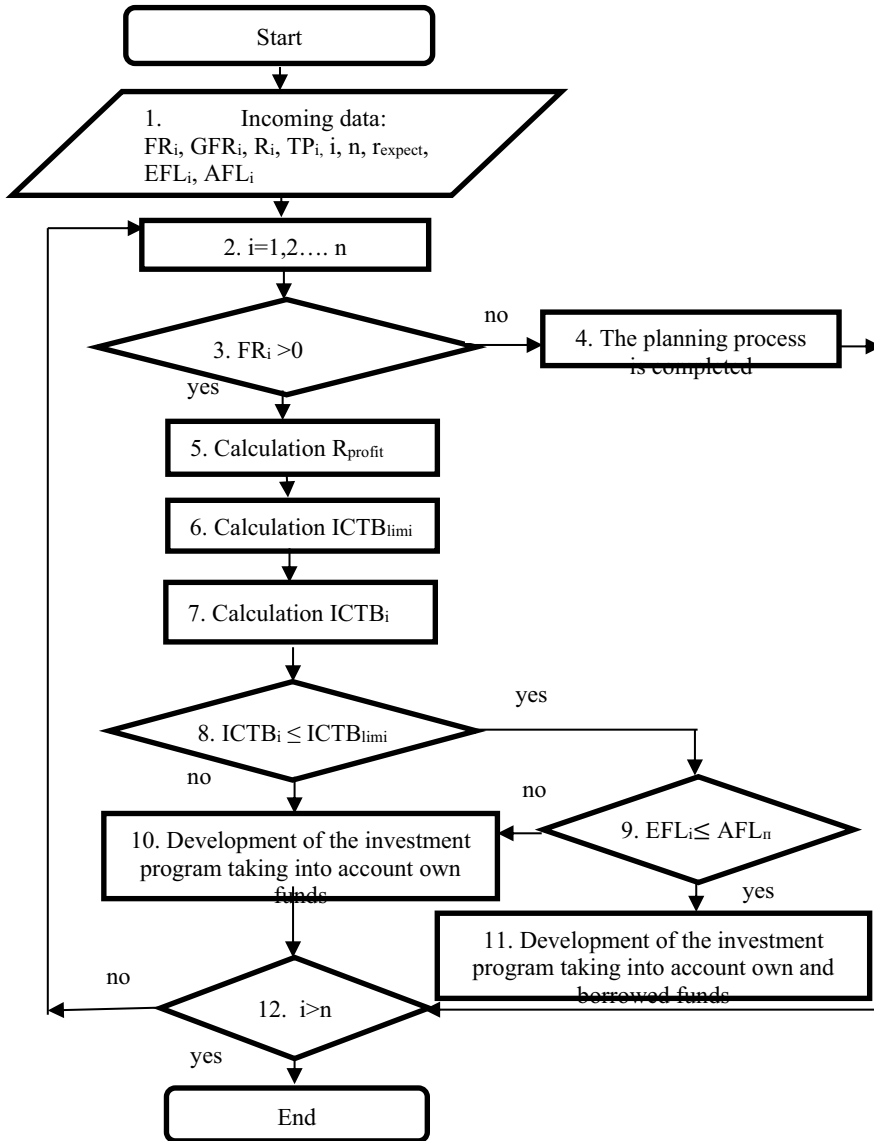 Start
1. Incoming data:
FRi, GFRi, Ri, TPi, i, n, rexpect,
EFLi, AFLi
2. i=1,2…. n
3. FRi >0
no
4. The planning process
is completed
yes
5. Calculation Rprofit
6. Calculation ICTBlimi
7. Calculation ICTBi
8. ICTBi ≤ ICTBlimi
yes
no
9. EFLi≤ AFLп
no
yes
10. Development of the investment
program taking into account own
funds
11. Development of the investment
program taking into account own and
borrowed funds
12. i>n
no
yes
End